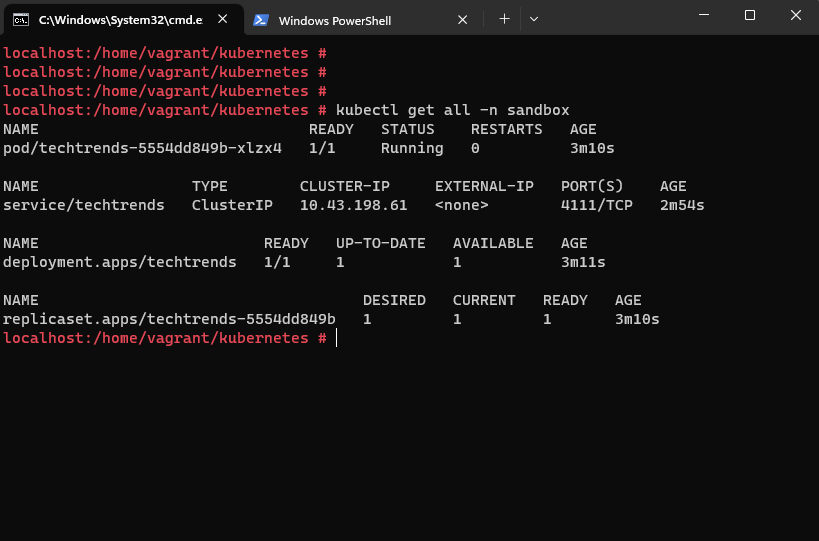 C:\Windows\System32\cmd.e: Windows PowerShell
localhost:/home/vagrant/kubernetes #
localhost:/home/vagrant/kubernetes #
localhost:/home/vagrant/kubernetes #
localhost:/home/vagrant/kubernetes # kubectl get all -n sandbox
NAME READY STATUS RESTARTS AGE
pod/techtrends-5554dd849b-xlzx4 1/1 Running 0 3m10s
NAME TYPE CLUSTER-IP EXTERNAL-IP PORT(S) AGE
service/techtrends ClusterIP 10.43.198.61 <none> 4111/TCP 2m54s
NAME READY UP-TO-DATE AVAILABLE AGE
deployment.apps/techtrends 1/1 1 1 3m11s
NAME DESIRED CURRENT READY AGE
replicaset.apps/techtrends-5554dd849b 1 1 1 3m10s
localhost:/home/vagrant/kubernetes #